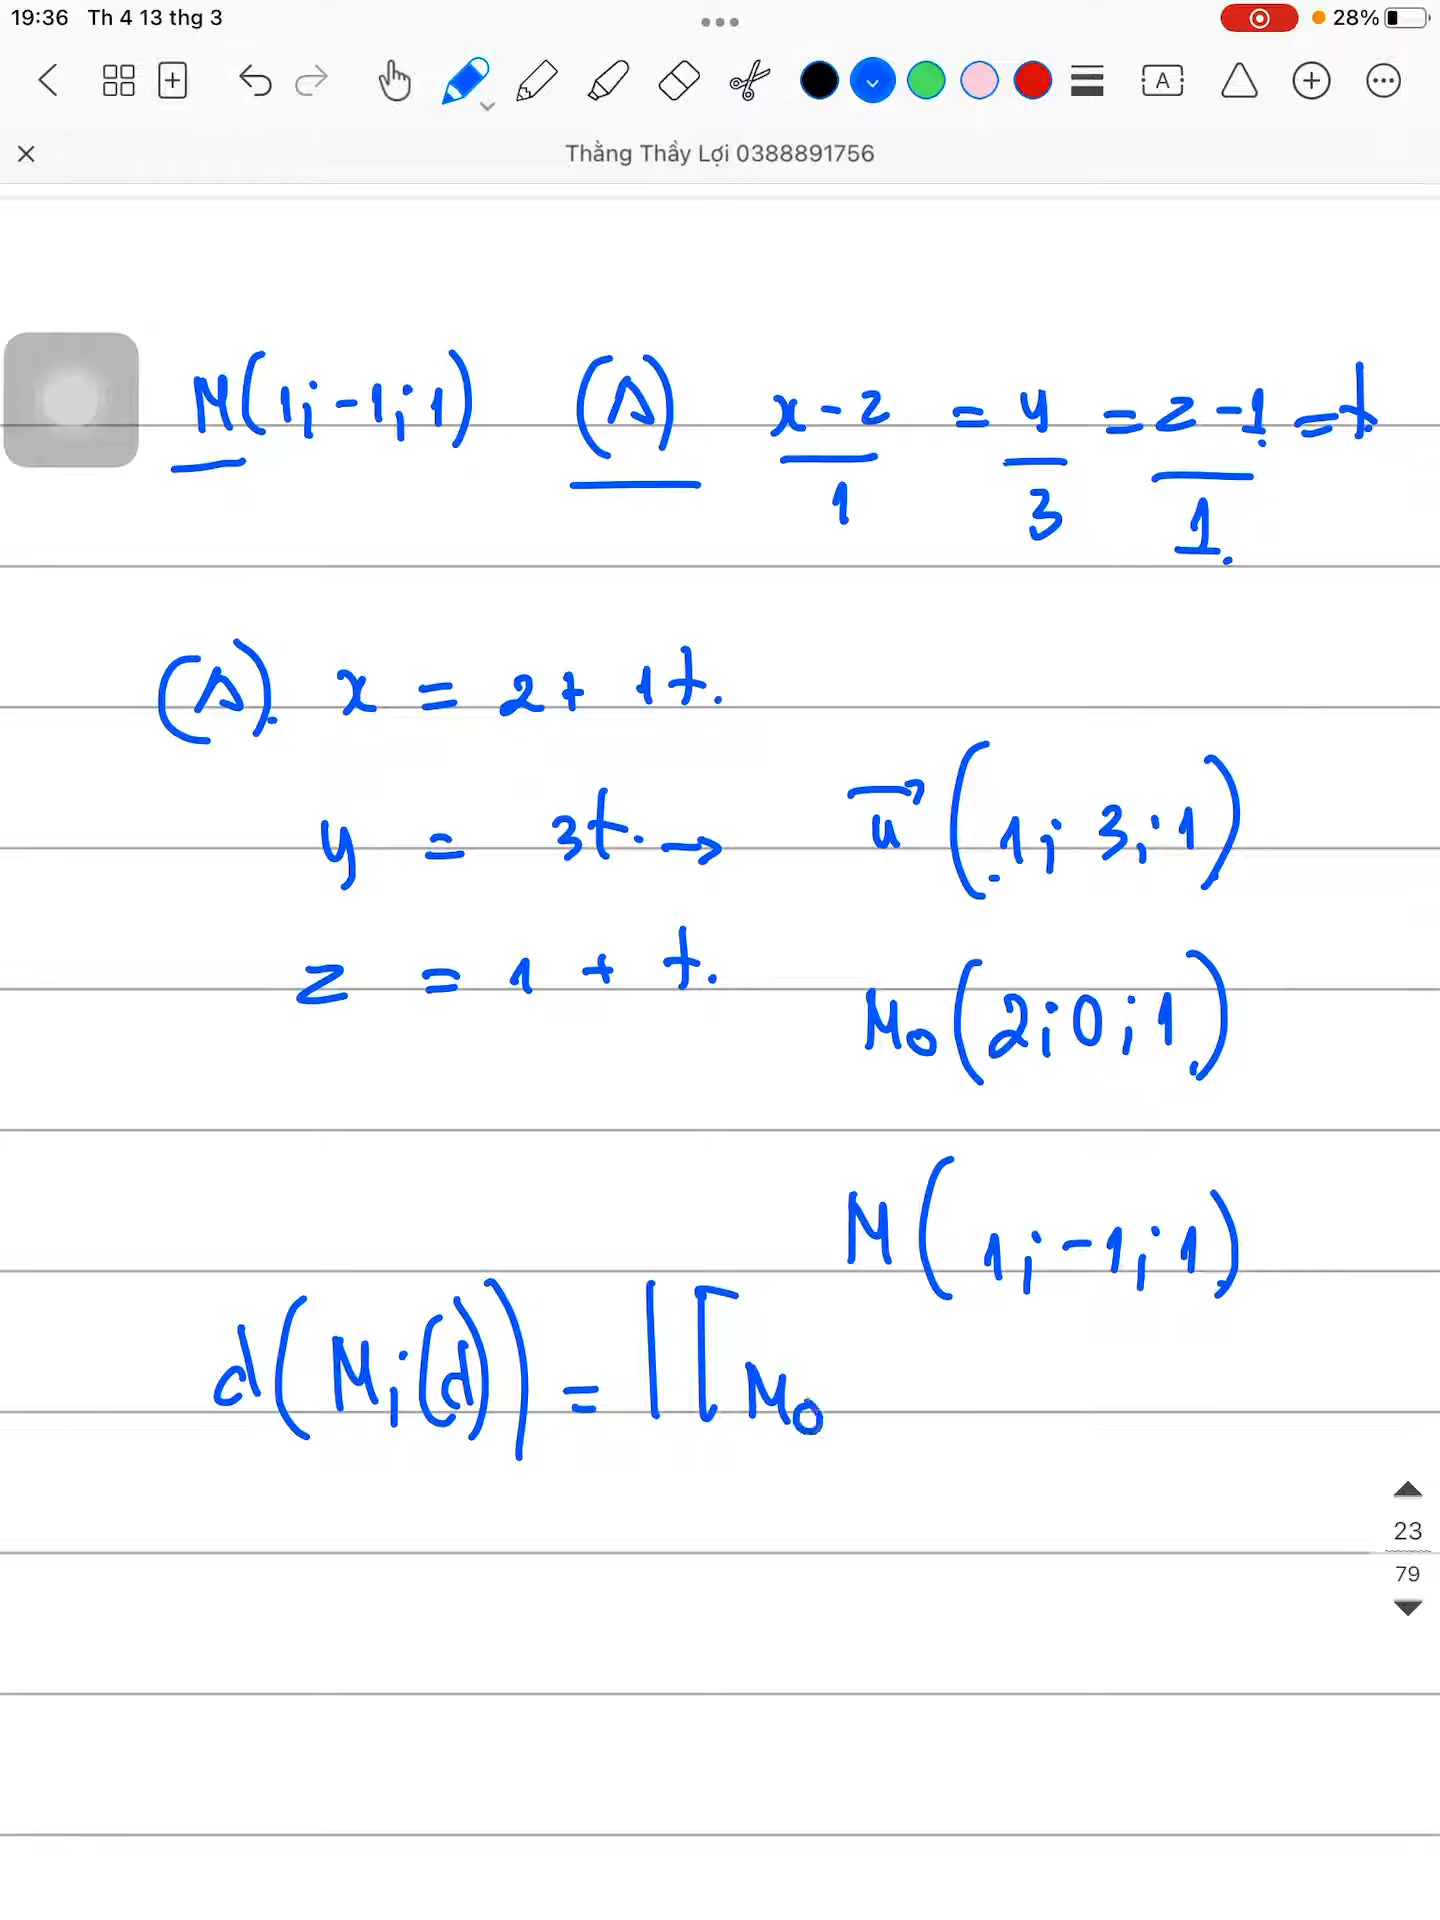 19:36 Th 4 13 thg 3 28%
A
Thằng Thầy Lợi 0388891756
M(1;-1;1) (Δ) x-2/1 = y/3 = z-1/1 = t
(Δ). x = 2+ 1t.
y = 3t. → u⃗ (1; 3; 1)
z = 1 + t.
M₀(2;0;1)
M(1;-1;1)
d(M;(d)) = |[M₀
23
79